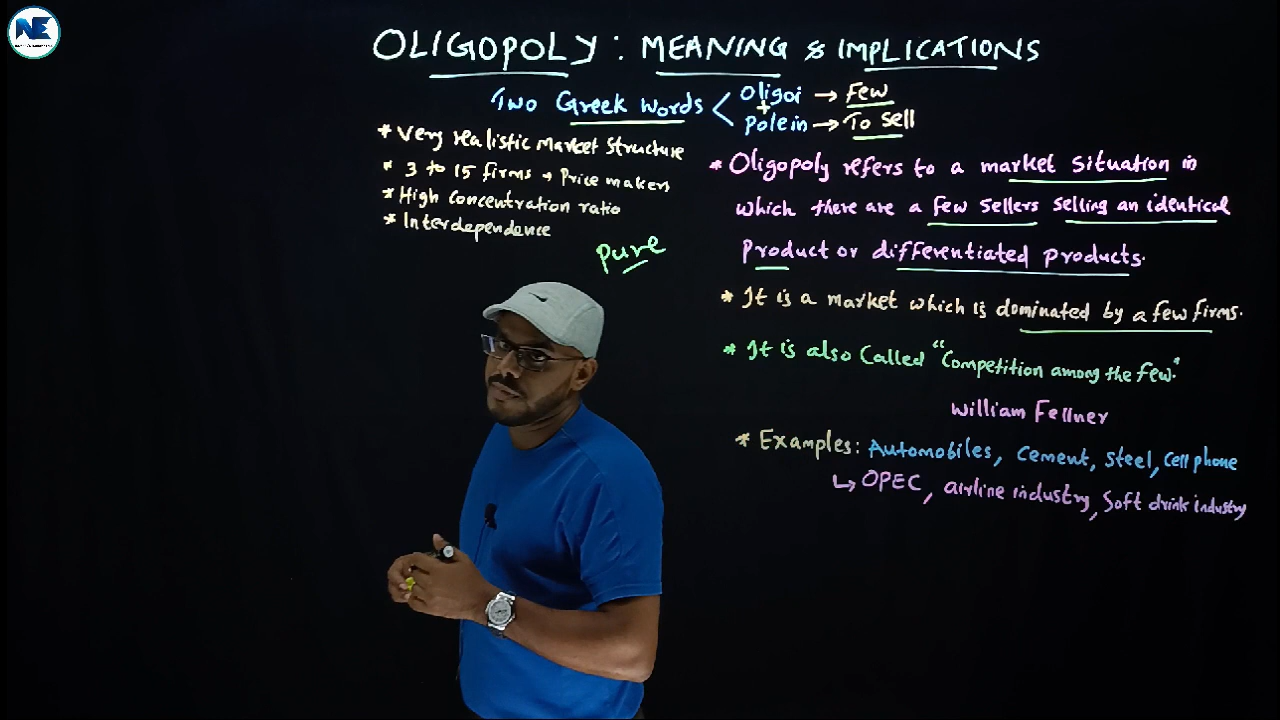 NE
OLIGOPOLY : MEANING & IMPLICATIONS
Two Greek Words < Oligoi → Few
+
Polein → To Sell
* Very realistic Market Structure
* 3 to 15 firms → Price makers
* High Concentration ratio
* Interdependence
Pure
* Oligopoly refers to a market situation in
which there are a few sellers selling an identical
Product or differentiated products.
* It is a market which is dominated by a few firms.
* It is also Called "Competition among the few."
William Fellner
* Examples: Automobiles, Cement, Steel, Cell phone
↳ OPEC, airline industry, Soft drink industry